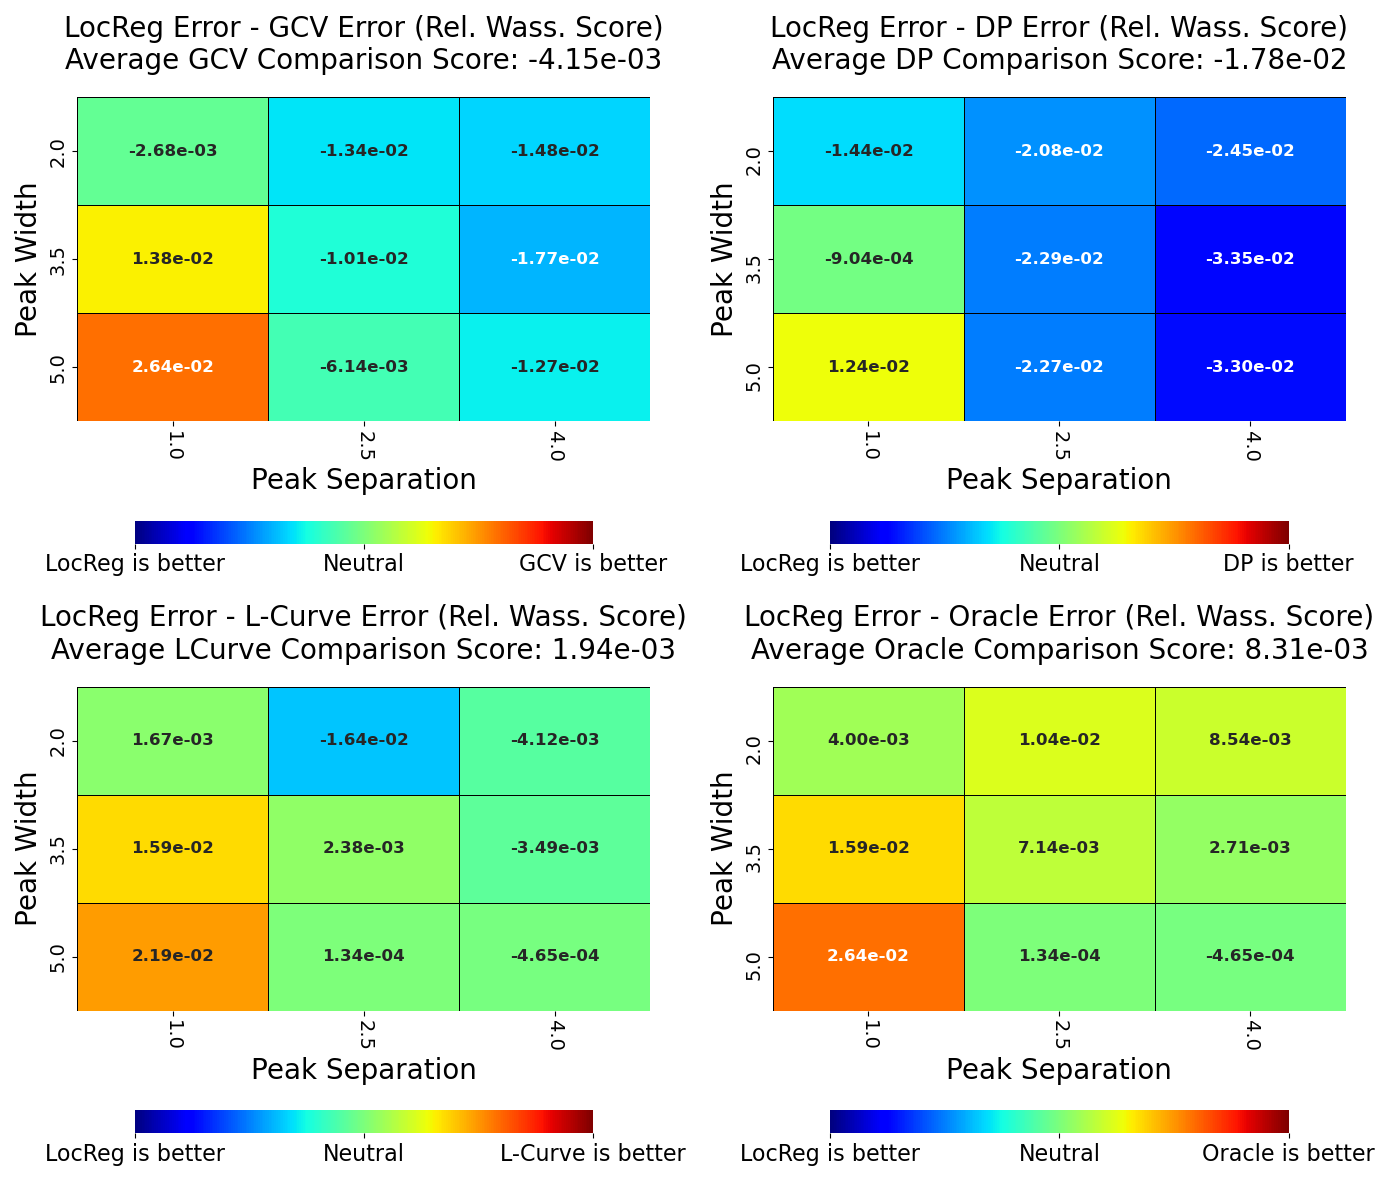 LocReg Error - GCV Error (Rel. Wass. Score)
Average GCV Comparison Score: -4.15e-03
Peak Width
2.0
-2.68e-03 -1.34e-02 -1.48e-02
3.5
1.38e-02 -1.01e-02 -1.77e-02
5.0
2.64e-02 -6.14e-03 -1.27e-02
1.0 2.5 4.0
Peak Separation
LocReg is better Neutral GCV is better
LocReg Error - DP Error (Rel. Wass. Score)
Average DP Comparison Score: -1.78e-02
Peak Width
2.0
-1.44e-02 -2.08e-02 -2.45e-02
3.5
-9.04e-04 -2.29e-02 -3.35e-02
5.0
1.24e-02 -2.27e-02 -3.30e-02
1.0 2.5 4.0
Peak Separation
LocReg is better Neutral DP is better
LocReg Error - L-Curve Error (Rel. Wass. Score)
Average LCurve Comparison Score: 1.94e-03
Peak Width
2.0
1.67e-03 -1.64e-02 -4.12e-03
3.5
1.59e-02 2.38e-03 -3.49e-03
5.0
2.19e-02 1.34e-04 -4.65e-04
1.0 2.5 4.0
Peak Separation
LocReg is better Neutral L-Curve is better
LocReg Error - Oracle Error (Rel. Wass. Score)
Average Oracle Comparison Score: 8.31e-03
Peak Width
2.0
4.00e-03 1.04e-02 8.54e-03
3.5
1.59e-02 7.14e-03 2.71e-03
5.0
2.64e-02 1.34e-04 -4.65e-04
1.0 2.5 4.0
Peak Separation
LocReg is better Neutral Oracle is better